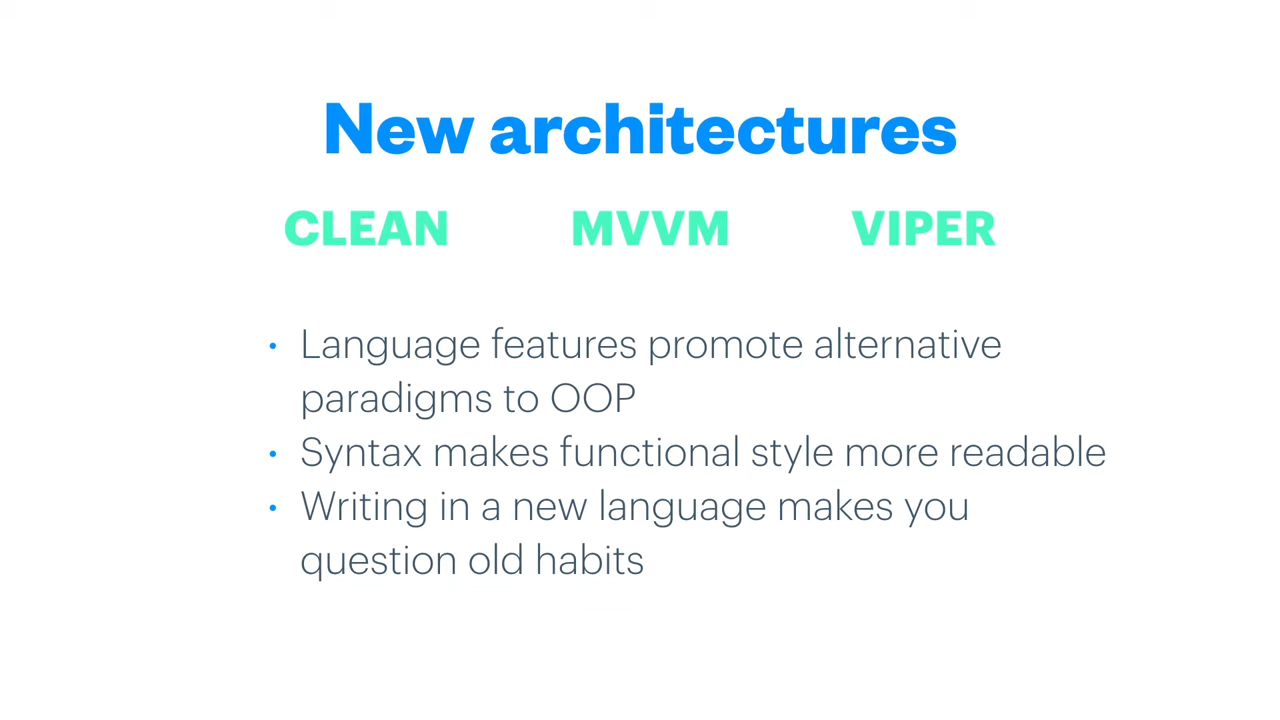 New architectures
CLEAN MVVM VIPER
• Language features promote alternative
paradigms to OOP
• Syntax makes functional style more readable
• Writing in a new language makes you
question old habits